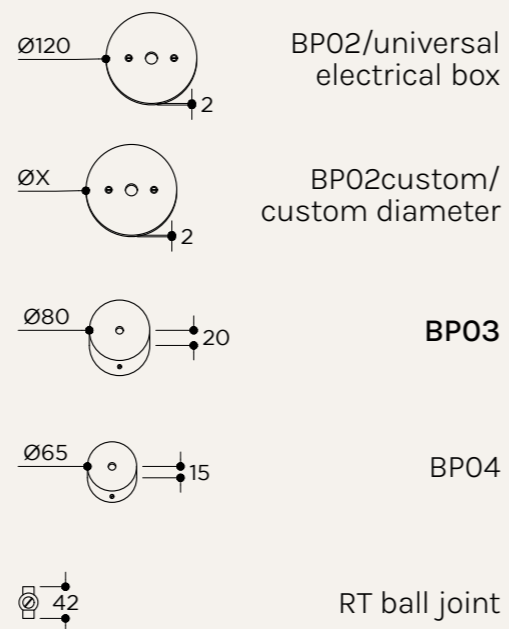 Ø120
BP02/universal
electrical box
2
ØX
BP02custom/
custom diameter
2
Ø80
20
BP03
Ø65
15
BP04
42
RT ball joint